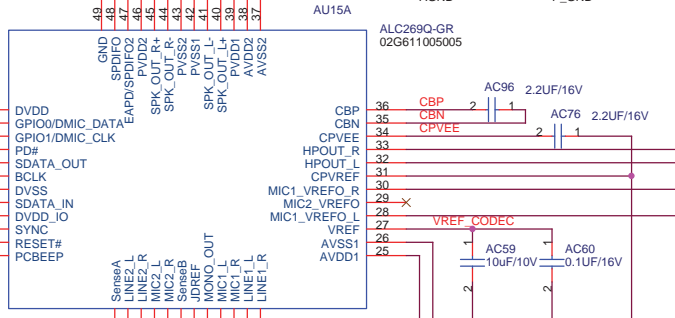 AU15A
ALC269Q-GR
02G611005005
49
48
47
46
45
44
43
42
41
40
39
38
37
GND
SPDIFO
EAPD/SPDIFO2
PVDD2
SPK_OUT_R+
SPK_OUT_R-
PVSS2
PVSS1
SPK_OUT_L-
SPK_OUT_L+
PVDD1
AVDD2
AVSS2
DVDD
GPIO0/DMIC_DATA
GPIO1/DMIC_CLK
PD#
SDATA_OUT
BCLK
DVSS
SDATA_IN
DVDD_IO
SYNC
RESET#
PCBEEP
CBP 36 CBP
CBN 35 CBN
CPVEE 34 CPVEE
HPOUT_R 33
HPOUT_L 32
CPVREF 31
MIC1_VREFO_R 30
MIC2_VREFO 29
MIC1_VREFO_L 28
VREF 27 VREF_CODEC
AVSS1 26
AVDD1 25
AC96 2.2UF/16V
2 1
AC76 2.2UF/16V
2 1
1 AC59
10uF/10V
2
1 AC60
0.1UF/16V
2
SenseA
LINE2_L
LINE2_R
MIC2_L
MIC2_R
SenseB
JDREF
MONO_OUT
MIC1_L
MIC1_R
LINE1_L
LINE1_R